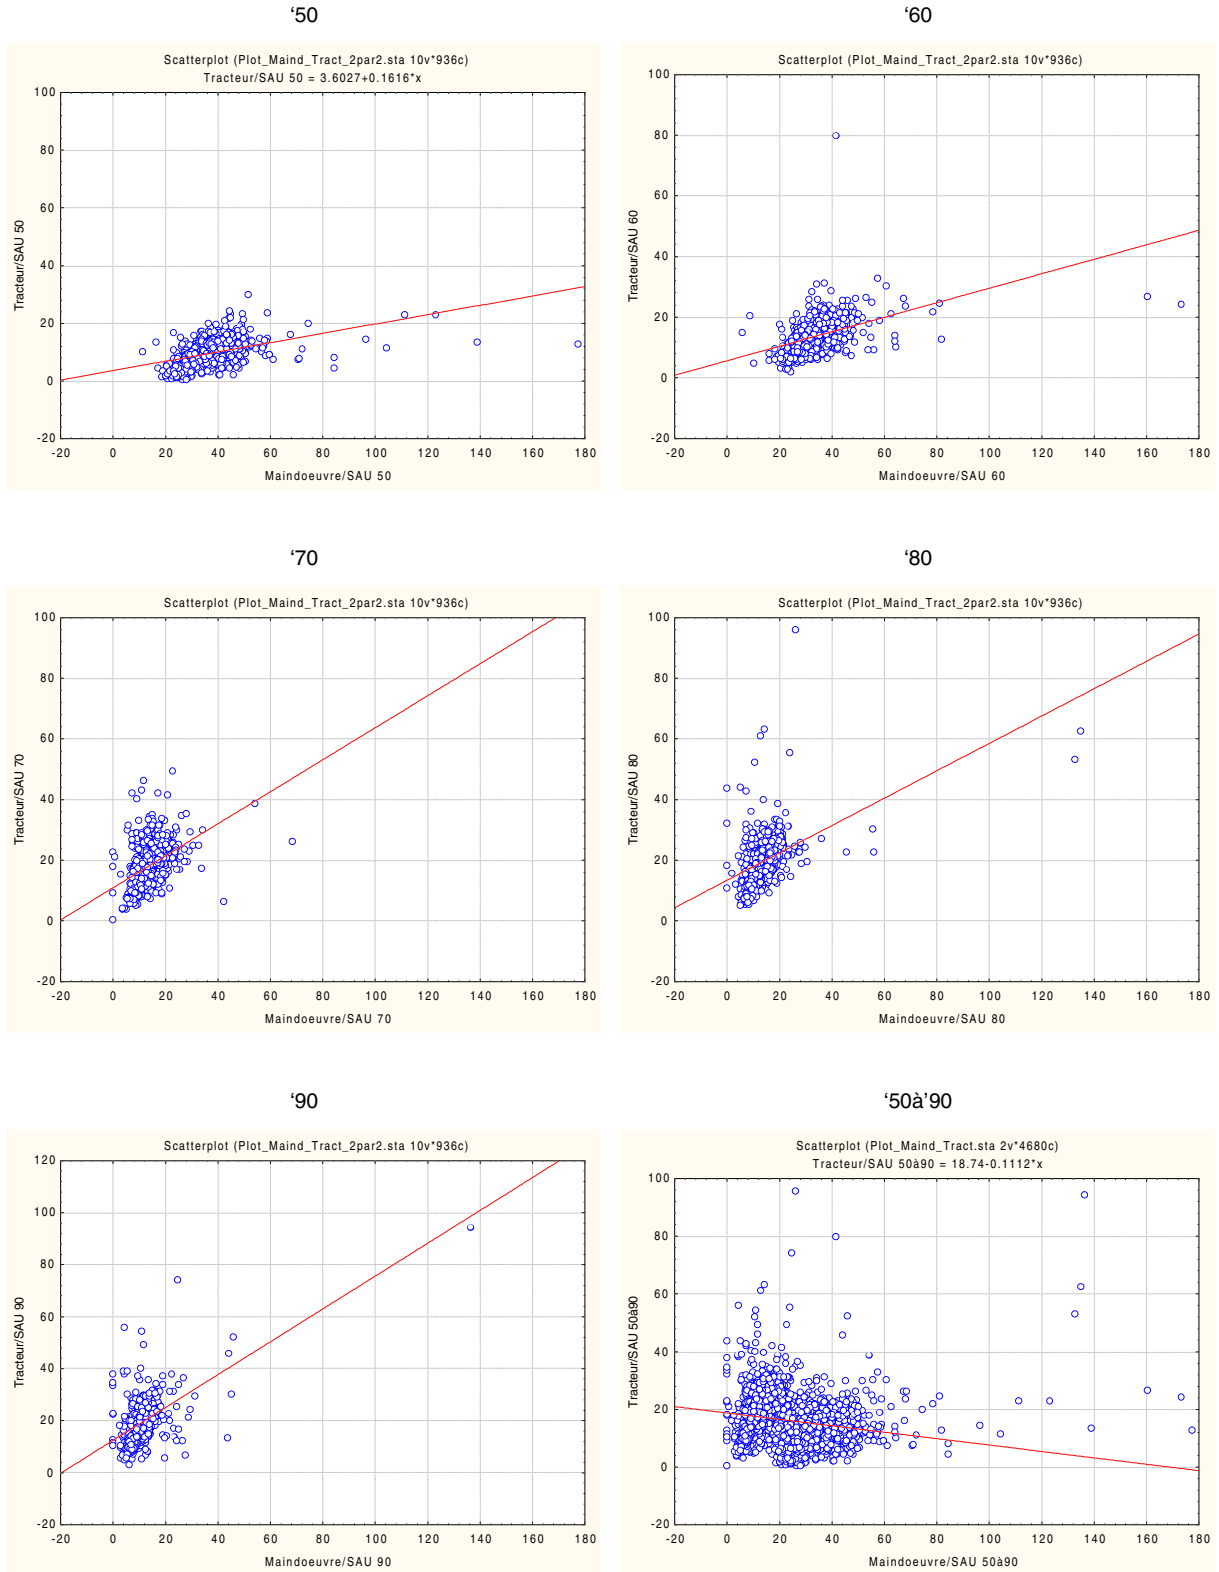 ‘50
‘60
Scatterplot (Plot_Maind_Tract_2par2.sta 10v*936c)
Tracteur/SAU 50 = 3.6027+0.1616*x
100
80
60
40
20
0
-20
Tracteur/SAU 50
-20 0 20 40 60 80 100 120 140 160 180
Maindoeuvre/SAU 50
Scatterplot (Plot_Maind_Tract_2par2.sta 10v*936c)
100
80
60
40
20
0
-20
Tracteur/SAU 60
-20 0 20 40 60 80 100 120 140 160 180
Maindoeuvre/SAU 60
‘70
‘80
Scatterplot (Plot_Maind_Tract_2par2.sta 10v*936c)
100
80
60
40
20
0
-20
Tracteur/SAU 70
-20 0 20 40 60 80 100 120 140 160 180
Maindoeuvre/SAU 70
Scatterplot (Plot_Maind_Tract_2par2.sta 10v*936c)
100
80
60
40
20
0
-20
Tracteur/SAU 80
-20 0 20 40 60 80 100 120 140 160 180
Maindoeuvre/SAU 80
‘90
‘50à’90
Scatterplot (Plot_Maind_Tract_2par2.sta 10v*936c)
120
100
80
60
40
20
0
-20
Tracteur/SAU 90
-20 0 20 40 60 80 100 120 140 160 180
Maindoeuvre/SAU 90
Scatterplot (Plot_Maind_Tract.sta 2v*4680c)
Tracteur/SAU 50à90 = 18.74-0.1112*x
100
80
60
40
20
0
-20
Tracteur/SAU 50à90
-20 0 20 40 60 80 100 120 140 160 180
Maindoeuvre/SAU 50à90